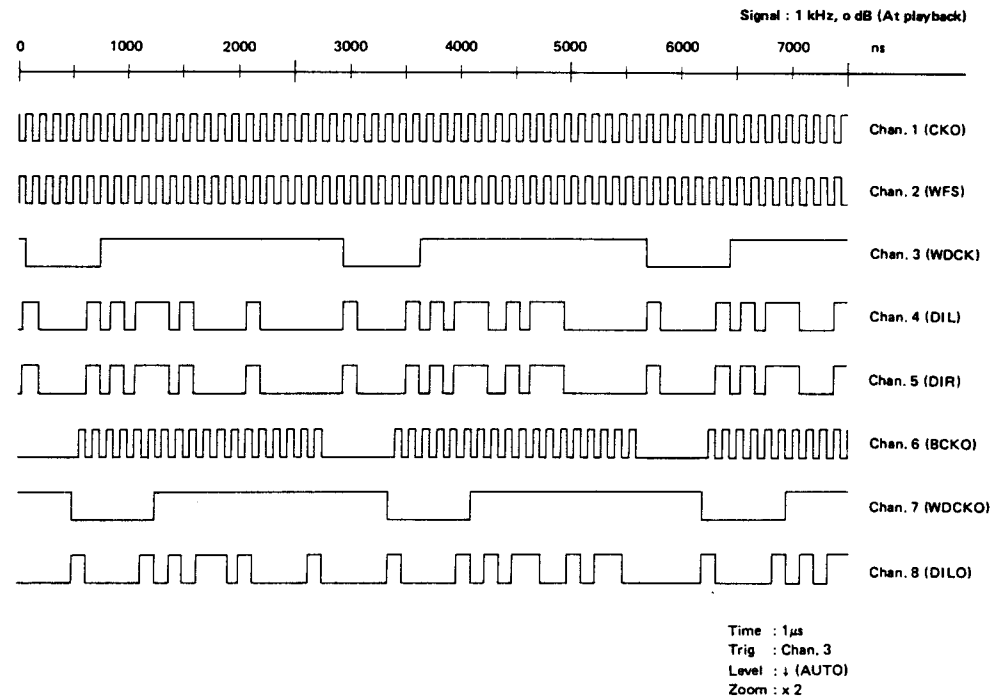 Signal : 1 kHz, o dB (At playback)
0 1000 2000 3000 4000 5000 6000 7000 ns
Chan. 1 (CKO)
Chan. 2 (WFS)
Chan. 3 (WDCK)
Chan. 4 (DIL)
Chan. 5 (DIR)
Chan. 6 (BCKO)
Chan. 7 (WDCKO)
Chan. 8 (DILO)
Time : 1μs
Trig : Chan. 3
Level : ↓ (AUTO)
Zoom : x 2